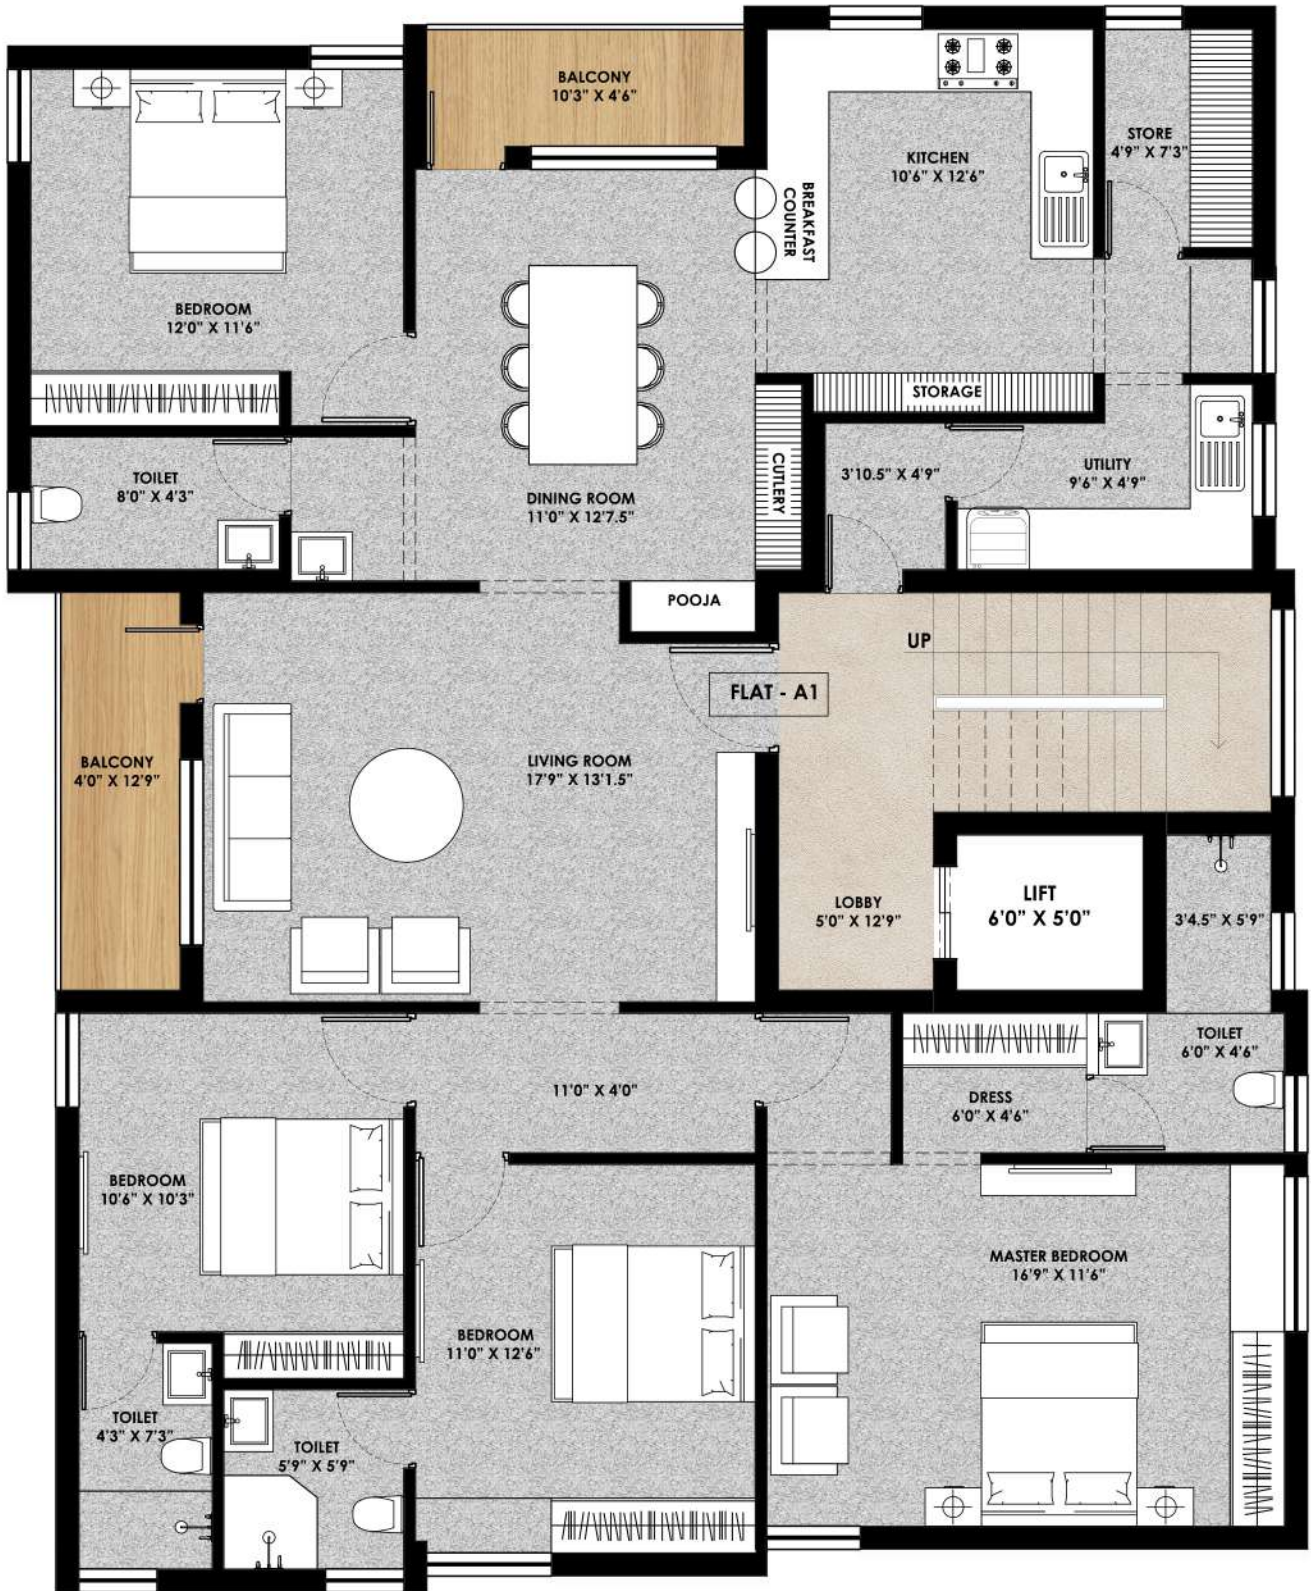 BALCONY
10'3" X 4'6"
KITCHEN
10'6" X 12'6"
STORE
4'9" X 7'3"
BREAKFAST
COUNTER
BEDROOM
12'0" X 11'6"
STORAGE
CUTLERY
TOILET
8'0" X 4'3"
DINING ROOM
11'0" X 12'7.5"
3'10.5" X 4'9"
UTILITY
9'6" X 4'9"
POOJA
UP
FLAT - A1
BALCONY
4'0" X 12'9"
LIVING ROOM
17'9" X 13'1.5"
LOBBY
5'0" X 12'9"
LIFT
6'0" X 5'0"
3'4.5" X 5'9"
TOILET
6'0" X 4'6"
11'0" X 4'0"
DRESS
6'0" X 4'6"
BEDROOM
10'6" X 10'3"
MASTER BEDROOM
16'9" X 11'6"
BEDROOM
11'0" X 12'6"
TOILET
4'3" X 7'3"
TOILET
5'9" X 5'9"